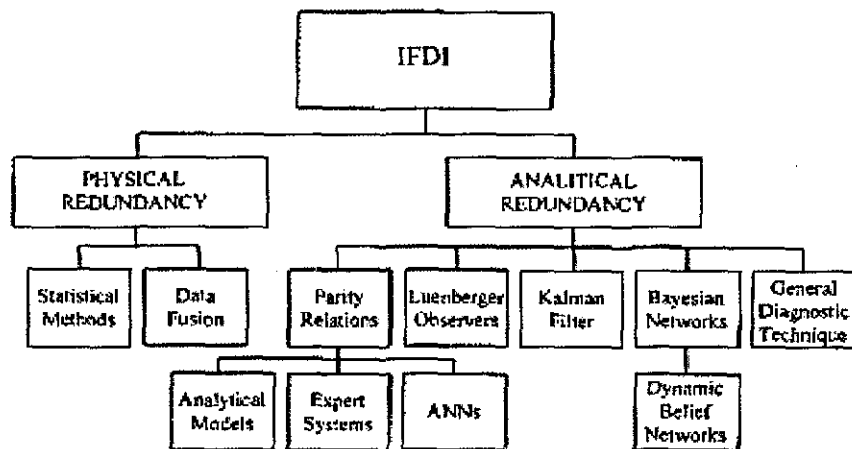 IFDI
PHYSICAL
REDUNDANCY
ANALITICAL
REDUNDANCY
Statistical
Methods
Data
Fusion
Parity
Relations
Luenberger
Observers
Kalman
Filter
Bayesian
Networks
General
Diagnostic
Technique
Analytical
Models
Expert
Systems
ANNs
Dynamic
Belief
Networks